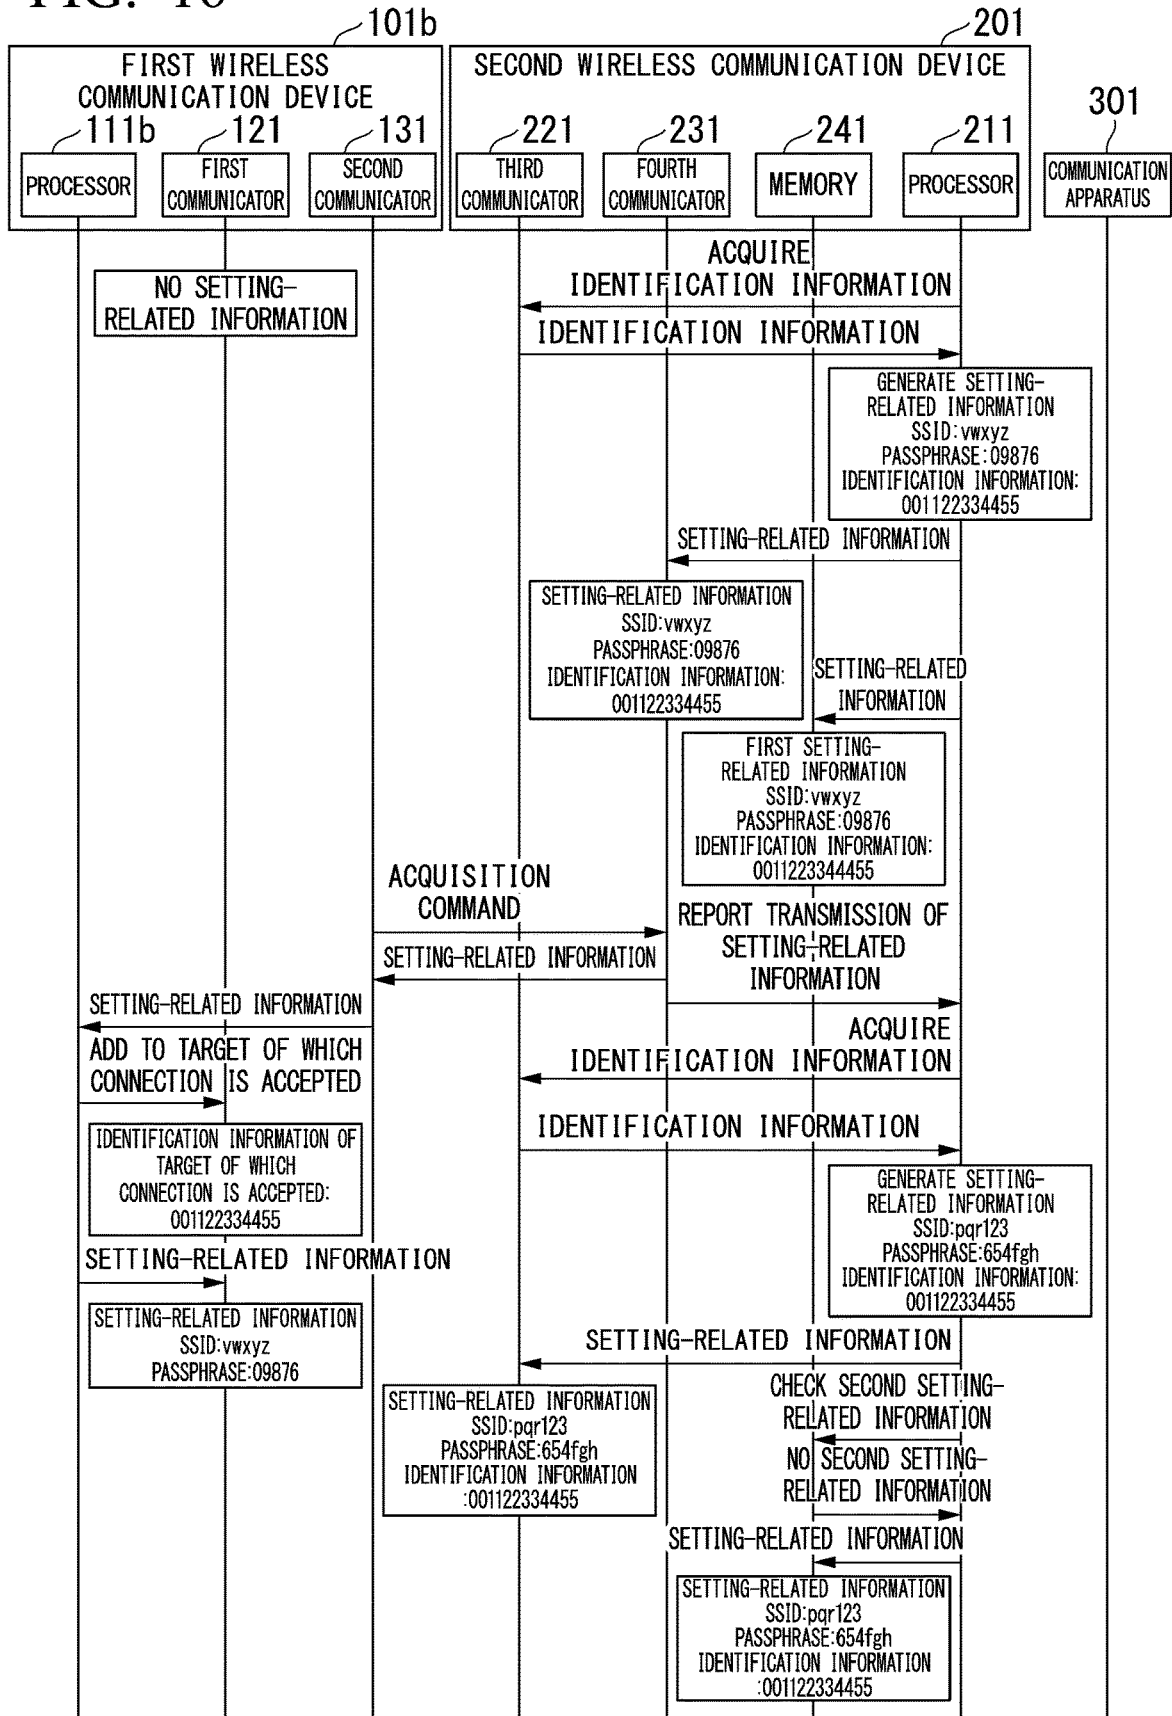 FIG.
101b
201
FIRST WIRELESS
COMMUNICATION DEVICE
SECOND WIRELESS COMMUNICATION DEVICE
301
111b
121
131
221
231
241
211
PROCESSOR
FIRST
COMMUNICATOR
SECOND
COMMUNICATOR
THIRD
COMMUNICATOR
FOURTH
COMMUNICATOR
MEMORY
PROCESSOR
COMMUNICATION
APPARATUS
NO SETTING-
RELATED INFORMATION
ACQUIRE
IDENTIFICATION INFORMATION
IDENTIFICATION INFORMATION
GENERATE SETTING-
RELATED INFORMATION
SSID:vwxyz
PASSPHRASE:09876
IDENTIFICATION INFORMATION:
001122334455
SETTING-RELATED INFORMATION
SETTING-RELATED INFORMATION
SSID:vwxyz
PASSPHRASE:09876
IDENTIFICATION INFORMATION:
001122334455
SETTING-RELATED
INFORMATION
FIRST SETTING-
RELATED INFORMATION
SSID:vwxyz
PASSPHRASE:09876
IDENTIFICATION INFORMATION:
0011223344455
ACQUISITION
COMMAND
SETTING-RELATED INFORMATION
REPORT TRANSMISSION OF
SETTING-RELATED
INFORMATION
SETTING-RELATED INFORMATION
ADD TO TARGET OF WHICH
CONNECTION IS ACCEPTED
ACQUIRE
IDENTIFICATION INFORMATION
IDENTIFICATION INFORMATION
IDENTIFICATION INFORMATION OF
TARGET OF WHICH
CONNECTION IS ACCEPTED:
001122334455
GENERATE SETTING-
RELATED INFORMATION
SSID:pqr123
PASSPHRASE:654fgh
IDENTIFICATION INFORMATION:
001122334455
SETTING-RELATED INFORMATION
SETTING-RELATED INFORMATION
SSID:vwxyz
PASSPHRASE:09876
SETTING-RELATED INFORMATION
SETTING-RELATED INFORMATION
SSID:pqr123
PASSPHRASE:654fgh
IDENTIFICATION INFORMATION
:001122334455
CHECK SECOND SETTING-
RELATED INFORMATION
NO SECOND SETTING-
RELATED INFORMATION
SETTING-RELATED INFORMATION
SETTING-RELATED INFORMATION
SSID:pqr123
PASSPHRASE:654fgh
IDENTIFICATION INFORMATION
:001122334455